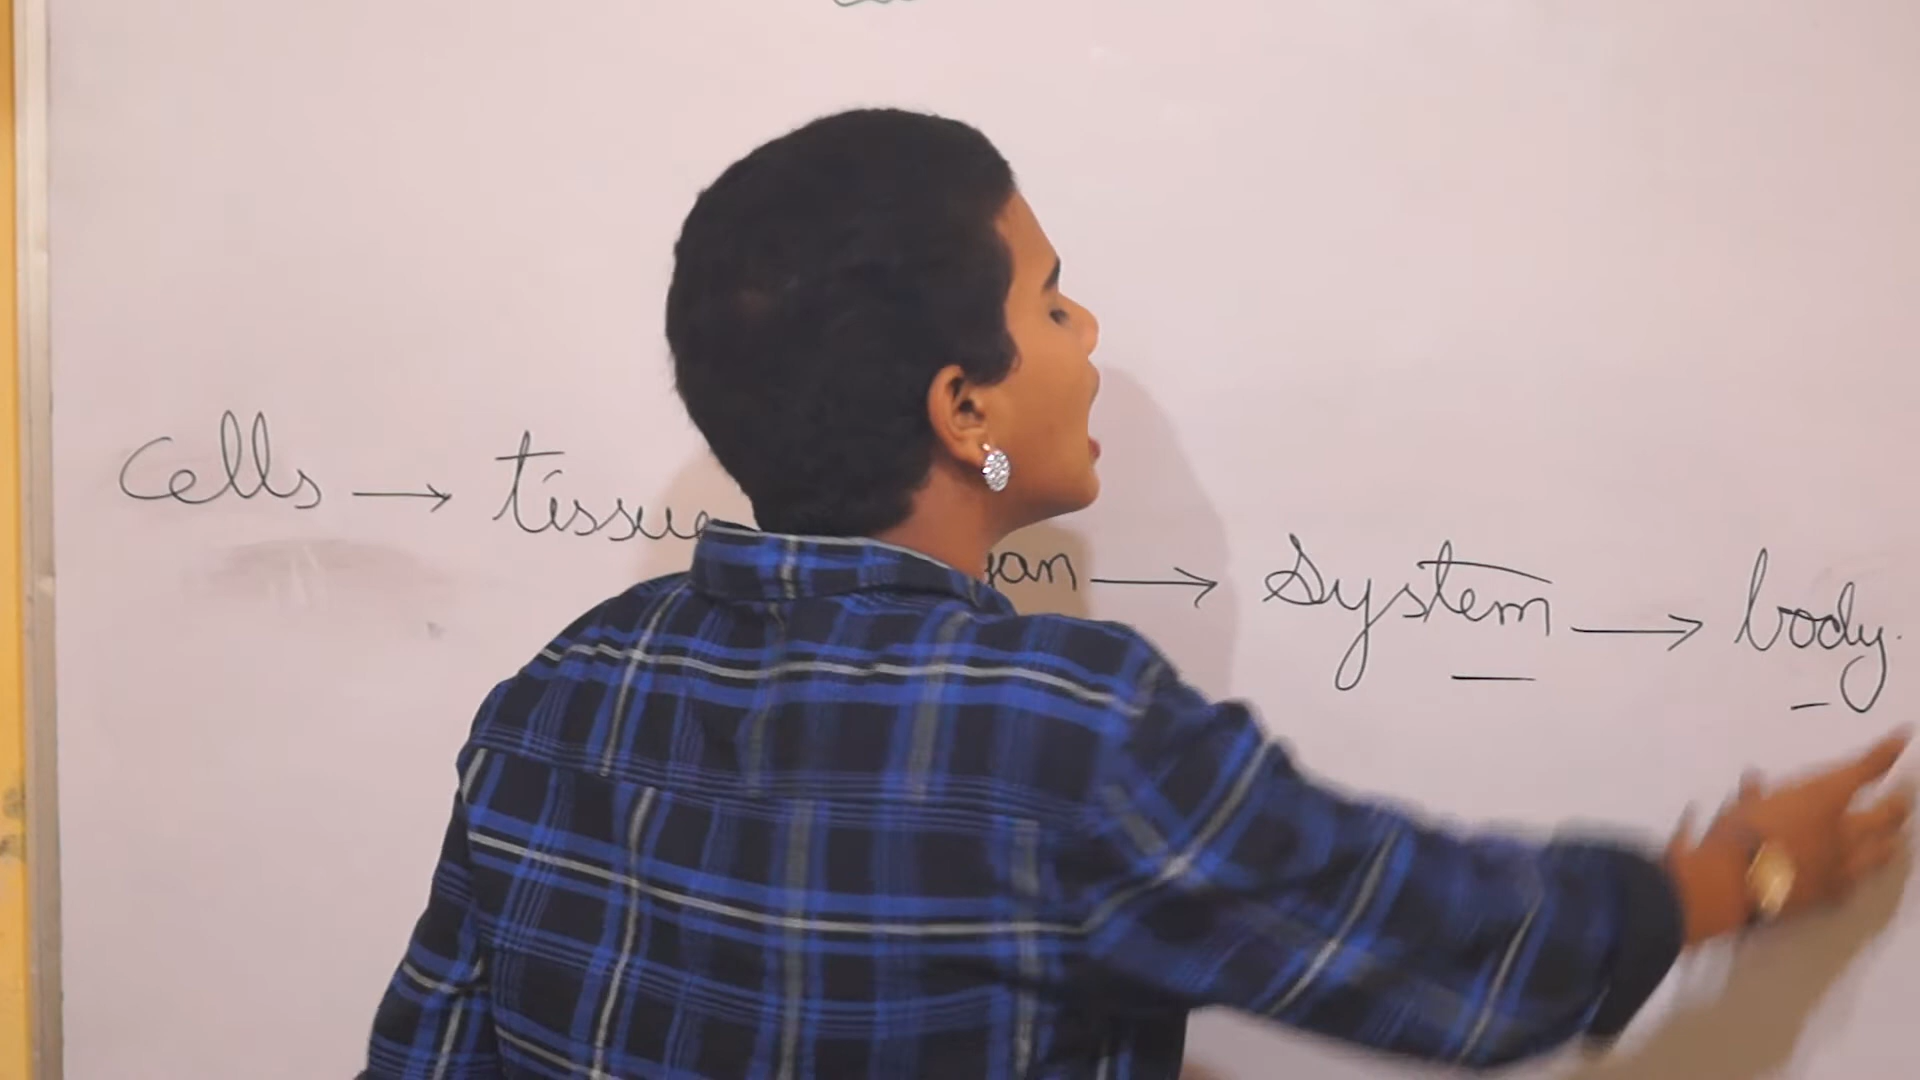 cells → tissue → system → body.